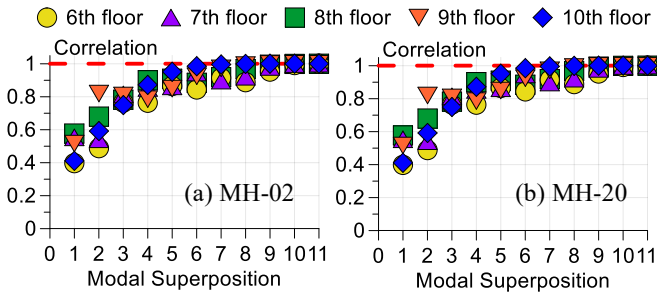 6th floor 7th floor 8th floor 9th floor 10th floor
Correlation
1
0.8
0.6
0.4
0.2
0
(a) MH-02
0 1 2 3 4 5 6 7 8 9 10 11
Modal Superposition
Correlation
1
0.8
0.6
0.4
0.2
0
(b) MH-20
0 1 2 3 4 5 6 7 8 9 10 11
Modal Superposition